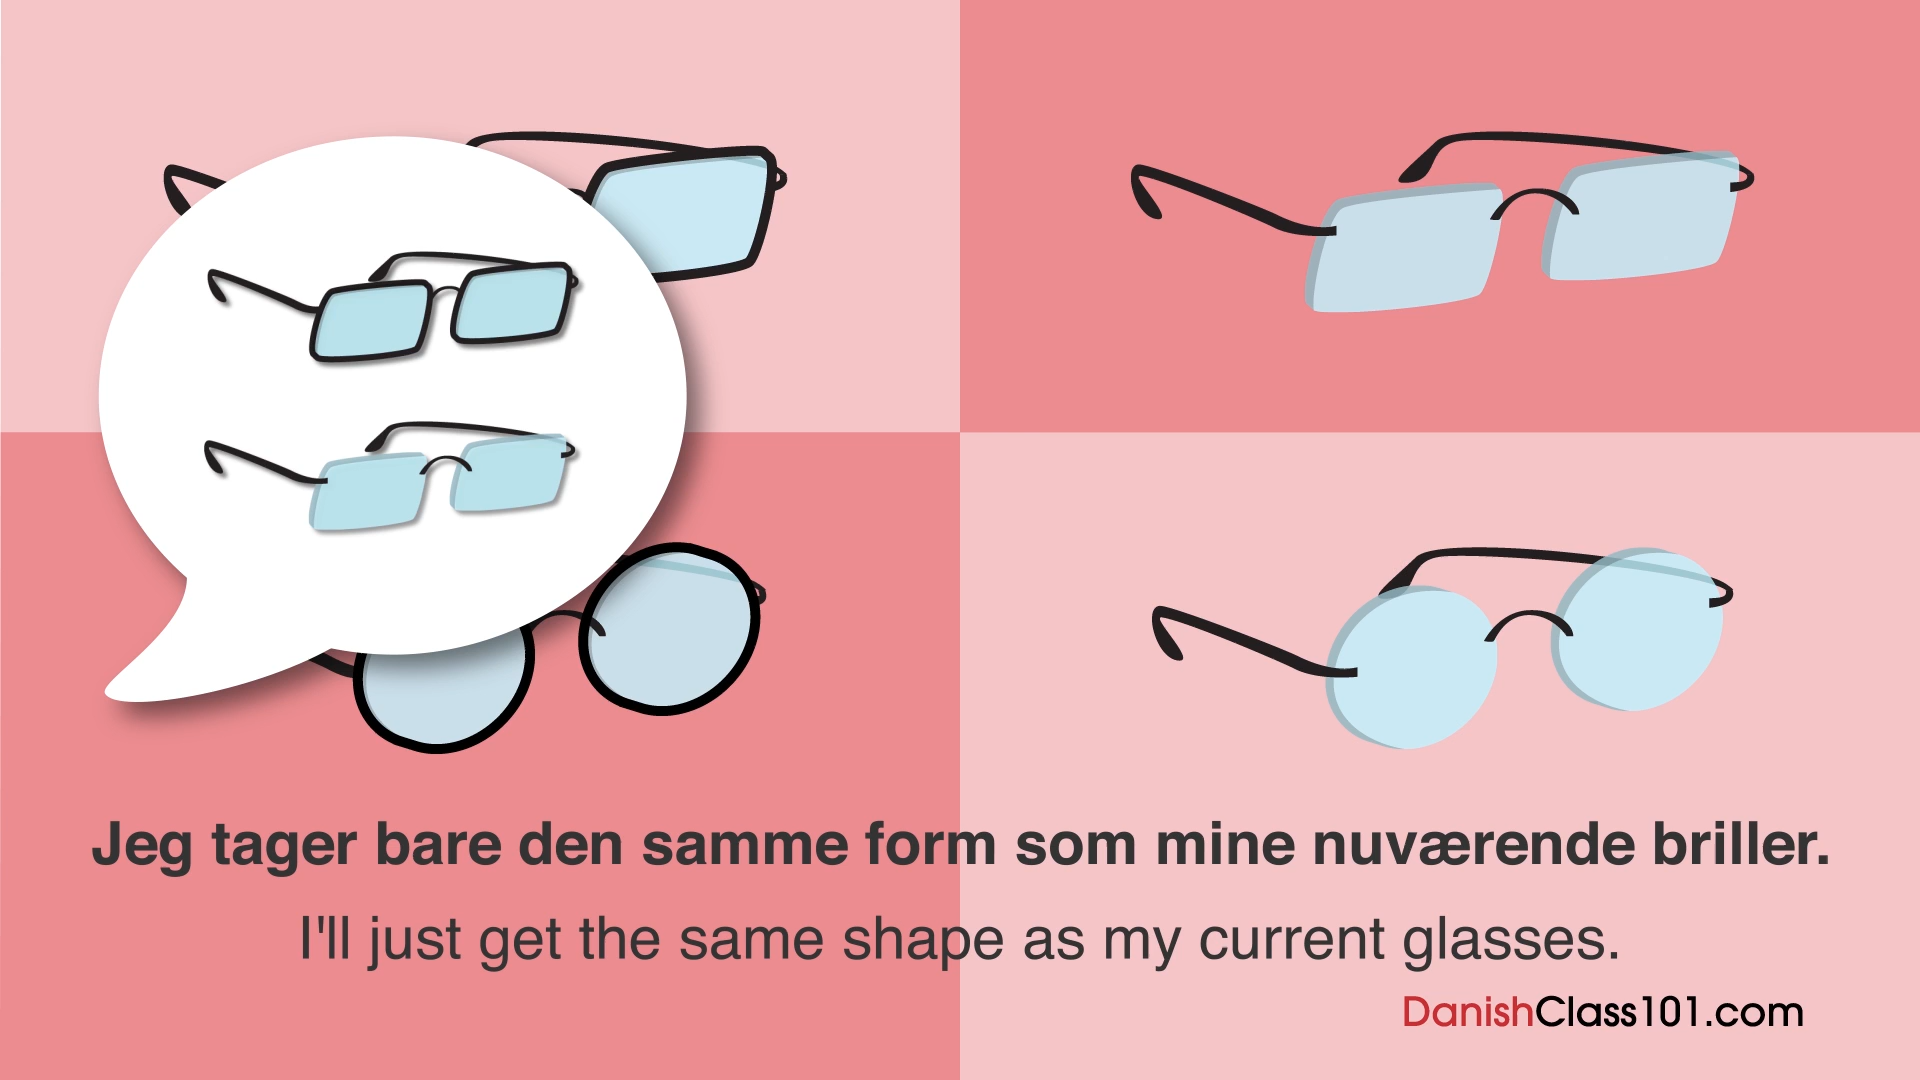 Jeg tager bare den samme form som mine nuværende briller.
I'll just get the same shape as my current glasses.
DanishClass101.com